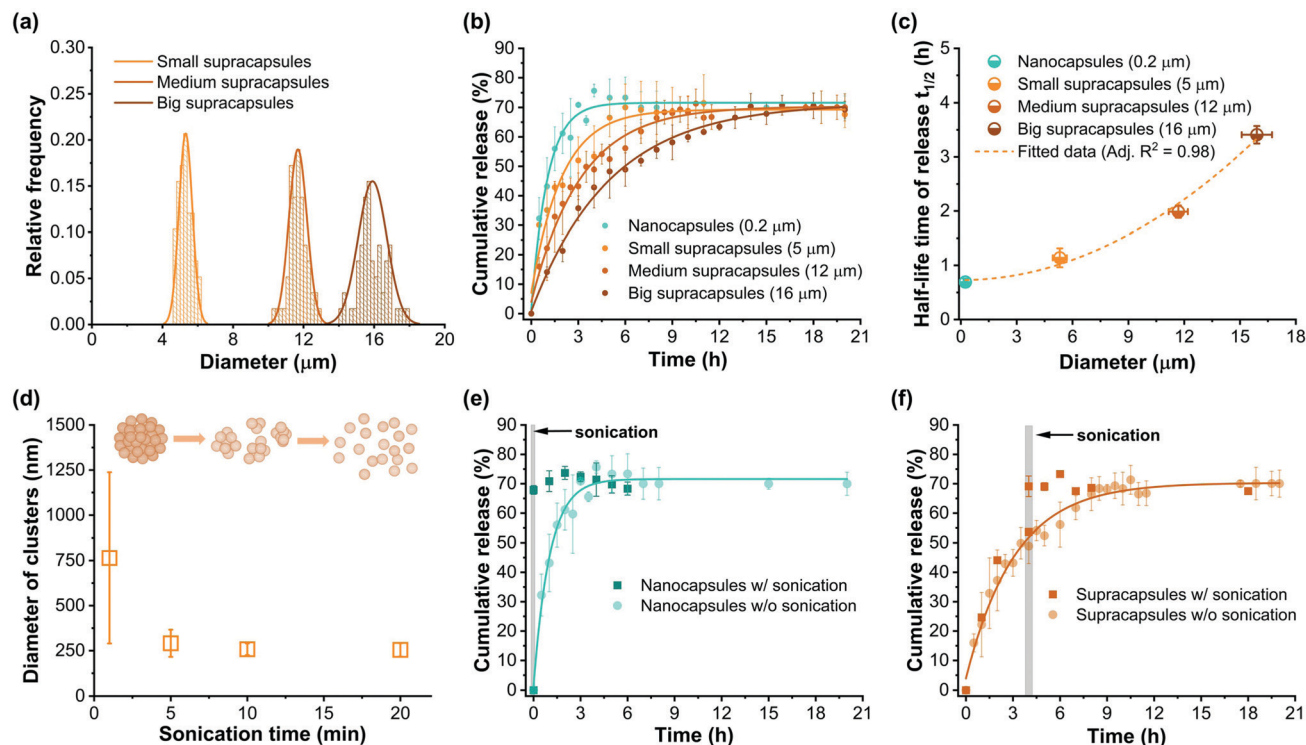 (a)
0.30
0.25
0.20
0.15
0.10
0.05
0.00
Relative frequency
Small supracapsules
Medium supracapsules
Big supracapsules
0 4 8 12 16 20
Diameter (μm)
(b)
90
80
70
60
50
40
30
20
10
0
Cumulative release (%)
Nanocapsules (0.2 μm)
Small supracapsules (5 μm)
Medium supracapsules (12 μm)
Big supracapsules (16 μm)
0 3 6 9 12 15 18 21
Time (h)
(c)
5
4
3
2
1
0
Half-life time of release t1/2 (h)
Nanocapsules (0.2 μm)
Small supracapsules (5 μm)
Medium supracapsules (12 μm)
Big supracapsules (16 μm)
Fitted data (Adj. R² = 0.98)
0 3 6 9 12 15 18
Diameter (μm)
(d)
1500
1250
1000
750
500
250
0
Diameter of clusters (nm)
0 5 10 15 20
Sonication time (min)
(e)
90
80
70
60
50
40
30
20
10
0
Cumulative release (%)
sonication
Nanocapsules w/ sonication
Nanocapsules w/o sonication
0 3 6 9 12 15 18 21
Time (h)
(f)
90
80
70
60
50
40
30
20
10
0
Cumulative release (%)
sonication
Supracapsules w/ sonication
Supracapsules w/o sonication
0 3 6 9 12 15 18 21
Time (h)